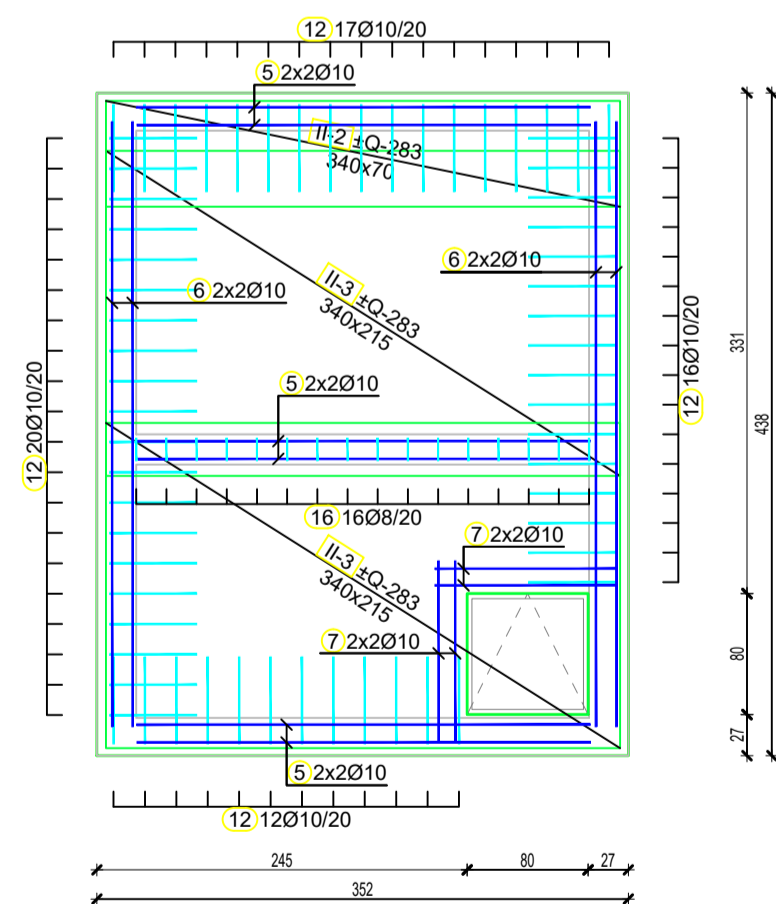 12 17Ø10/20
5 2x2Ø10
II-2 ±Q-283
340x70
6 2x2Ø10
6 2x2Ø10
II-3 ±Q-283
340x215
12 20Ø10/20
12 16Ø10/20
331
438
5 2x2Ø10
16 16Ø8/20
7 2x2Ø10
II-3 ±Q-283
340x215
7 2x2Ø10
80
27
5 2x2Ø10
12 12Ø10/20
245
80
27
352